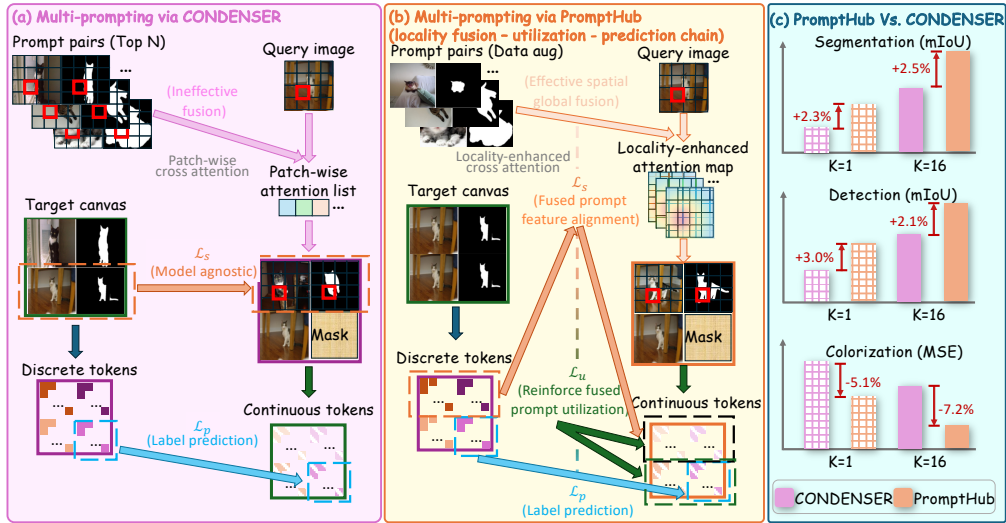 (a) Multi-prompting via CONDENSER
Prompt pairs (Top N)
...
Query image
(Ineffective
fusion)
Patch-wise
cross attention
Patch-wise
attention list
...
Target canvas
ℒs
(Model agnostic)
Mask
Discrete tokens
... ...
... ...
ℒp
(Label prediction)
Continuous tokens
... ...
... ...
(b) Multi-prompting via PromptHub
(locality fusion – utilization - prediction chain)
Prompt pairs (Data aug)
...
Query image
(Effective spatial
global fusion)
Locality-enhanced
cross attention
Locality-enhanced
attention map
...
Target canvas
ℒs
(Fused prompt
feature alignment)
Mask
Discrete tokens
... ...
... ...
ℒu
(Reinforce fused
prompt utilization)
Continuous tokens
... ...
... ...
ℒp
(Label prediction)
(c) PromptHub Vs. CONDENSER
Segmentation (mIoU)
+2.3%
+2.5%
K=1 K=16
Detection (mIoU)
+3.0%
+2.1%
K=1 K=16
Colorization (MSE)
-5.1%
-7.2%
K=1 K=16
CONDENSER PromptHub